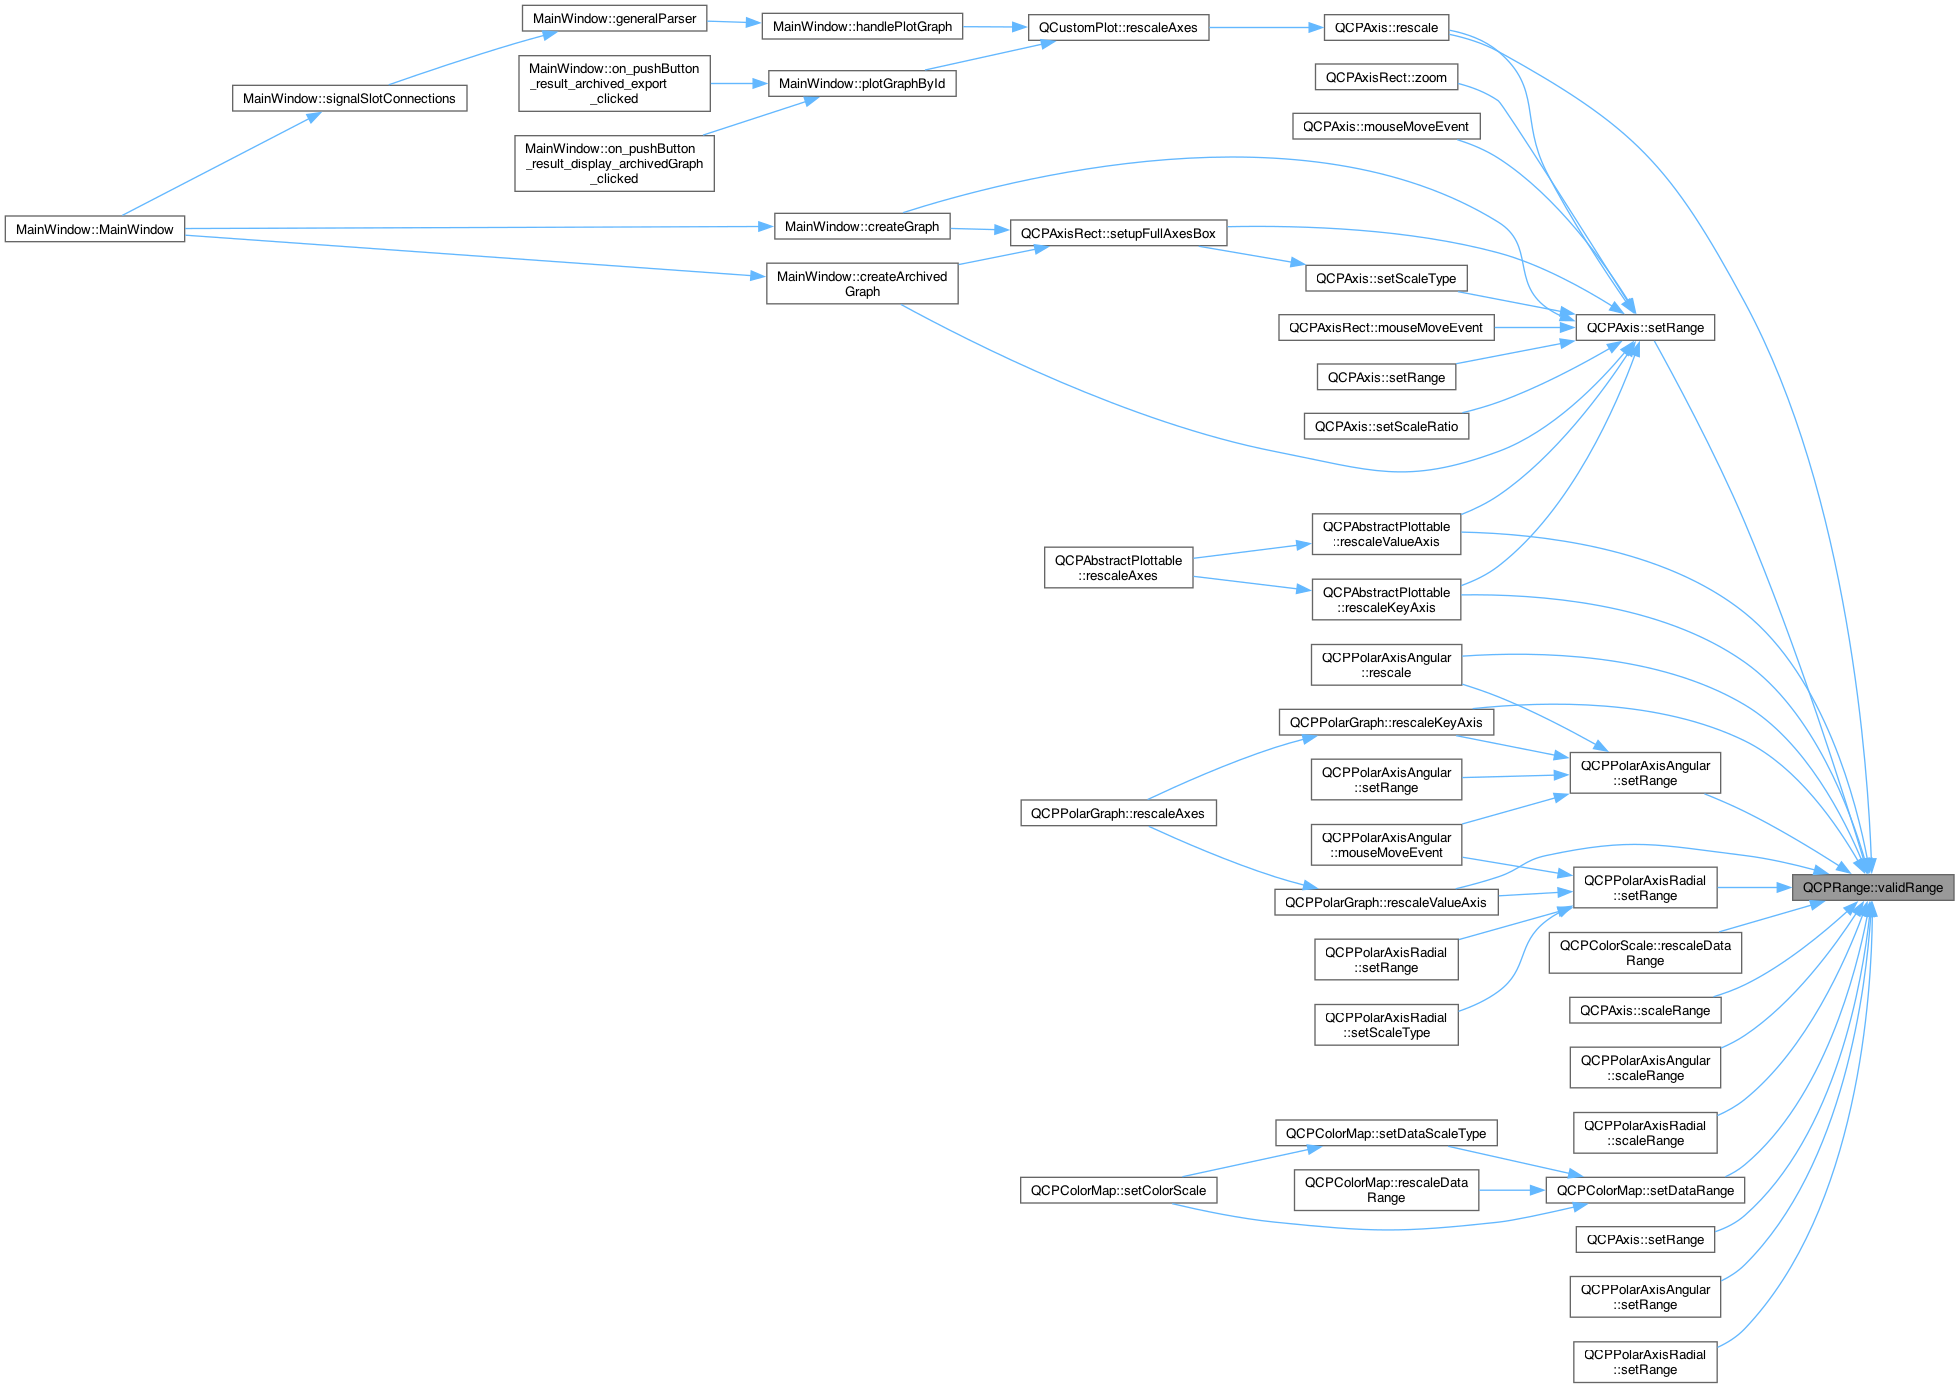 MainWindow::generalParser
MainWindow::handlePlotGraph
QCustomPlot::rescaleAxes
QCPAxis::rescale
MainWindow::on_pushButton
_result_archived_export
_clicked
MainWindow::plotGraphById
QCPAxisRect::zoom
MainWindow::signalSlotConnections
QCPAxis::mouseMoveEvent
MainWindow::on_pushButton
_result_display_archivedGraph
_clicked
MainWindow::MainWindow
MainWindow::createGraph
QCPAxisRect::setupFullAxesBox
MainWindow::createArchived
Graph
QCPAxis::setScaleType
QCPAxisRect::mouseMoveEvent
QCPAxis::setRange
QCPAxis::setRange
QCPAxis::setScaleRatio
QCPAbstractPlottable
::rescaleValueAxis
QCPAbstractPlottable
::rescaleAxes
QCPAbstractPlottable
::rescaleKeyAxis
QCPPolarAxisAngular
::rescale
QCPPolarGraph::rescaleKeyAxis
QCPPolarAxisAngular
::setRange
QCPPolarAxisAngular
::setRange
QCPPolarGraph::rescaleAxes
QCPPolarAxisAngular
::mouseMoveEvent
QCPPolarAxisRadial
::setRange
QCPRange::validRange
QCPPolarGraph::rescaleValueAxis
QCPPolarAxisRadial
::setRange
QCPColorScale::rescaleData
Range
QCPAxis::scaleRange
QCPPolarAxisRadial
::setScaleType
QCPPolarAxisAngular
::scaleRange
QCPPolarAxisRadial
::scaleRange
QCPColorMap::setDataScaleType
QCPColorMap::setColorScale
QCPColorMap::rescaleData
Range
QCPColorMap::setDataRange
QCPAxis::setRange
QCPPolarAxisAngular
::setRange
QCPPolarAxisRadial
::setRange